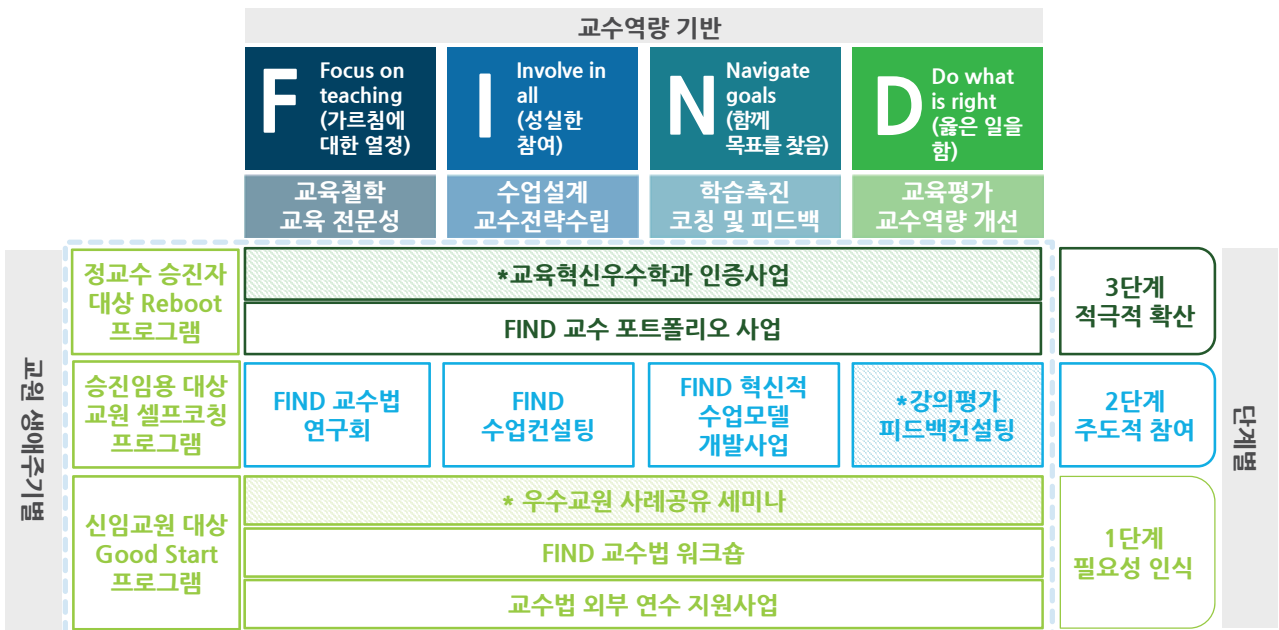 교수역량 기반
F
Focus on
teaching
(가르침에
대한 열정)
I
Involve in
all
(성실한
참여)
N
Navigate
goals
(함께
목표를 찾음)
D
Do what
is right
(옳은 일을
함)
교육철학
교육 전문성
수업설계
교수전략수립
학습촉진
코칭 및 피드백
교육평가
교수역량 개선
교원 생애주기별
정교수 승진자
대상 Reboot
프로그램
*교육혁신우수학과 인증사업
FIND 교수 포트폴리오 사업
3단계
적극적 확산
승진임용 대상
교원 셀프코칭
프로그램
FIND 교수법
연구회
FIND
수업컨설팅
FIND 혁신적
수업모델
개발사업
*강의평가
피드백컨설팅
2단계
주도적 참여
단계별
신임교원 대상
Good Start
프로그램
* 우수교원 사례공유 세미나
FIND 교수법 워크숍
교수법 외부 연수 지원사업
1단계
필요성 인식